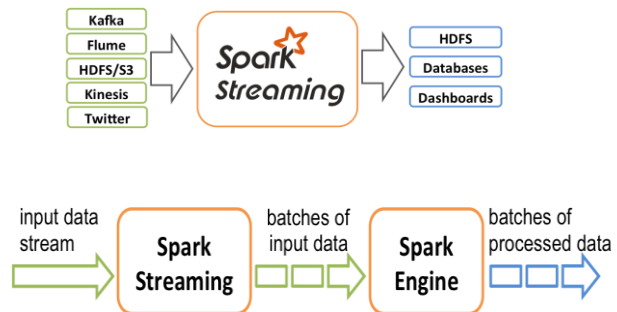 Kafka
Flume
HDFS/S3
Kinesis
Twitter
Spark
Streaming
HDFS
Databases
Dashboards
input data
stream
Spark
Streaming
batches of
input data
Spark
Engine
batches of
processed data